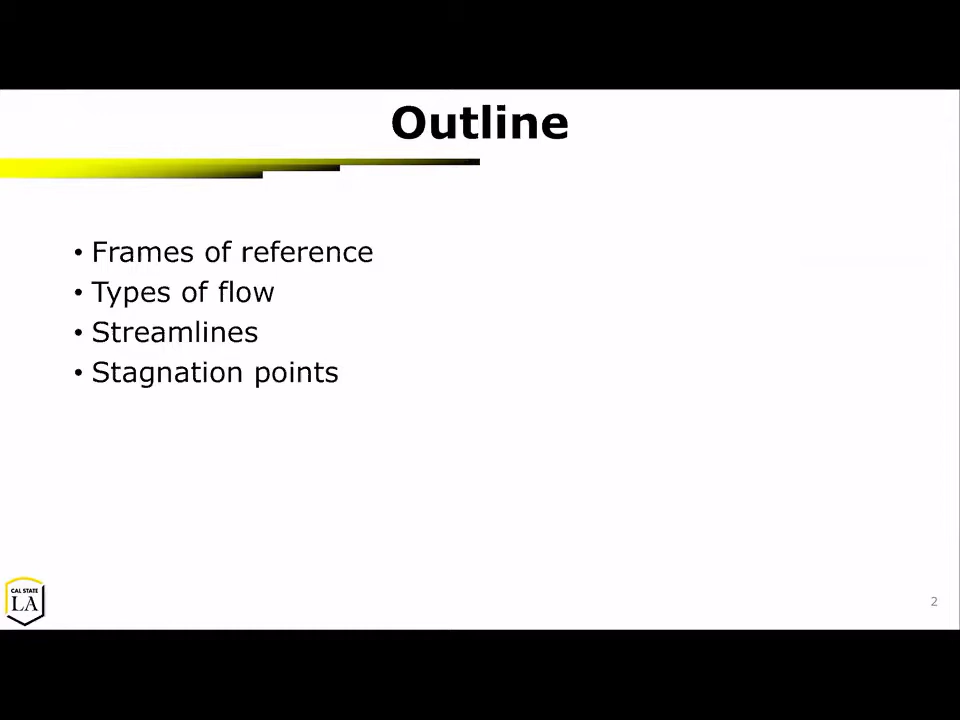 Outline
• Frames of reference
• Types of flow
• Streamlines
• Stagnation points
CAL STATE
LA
2